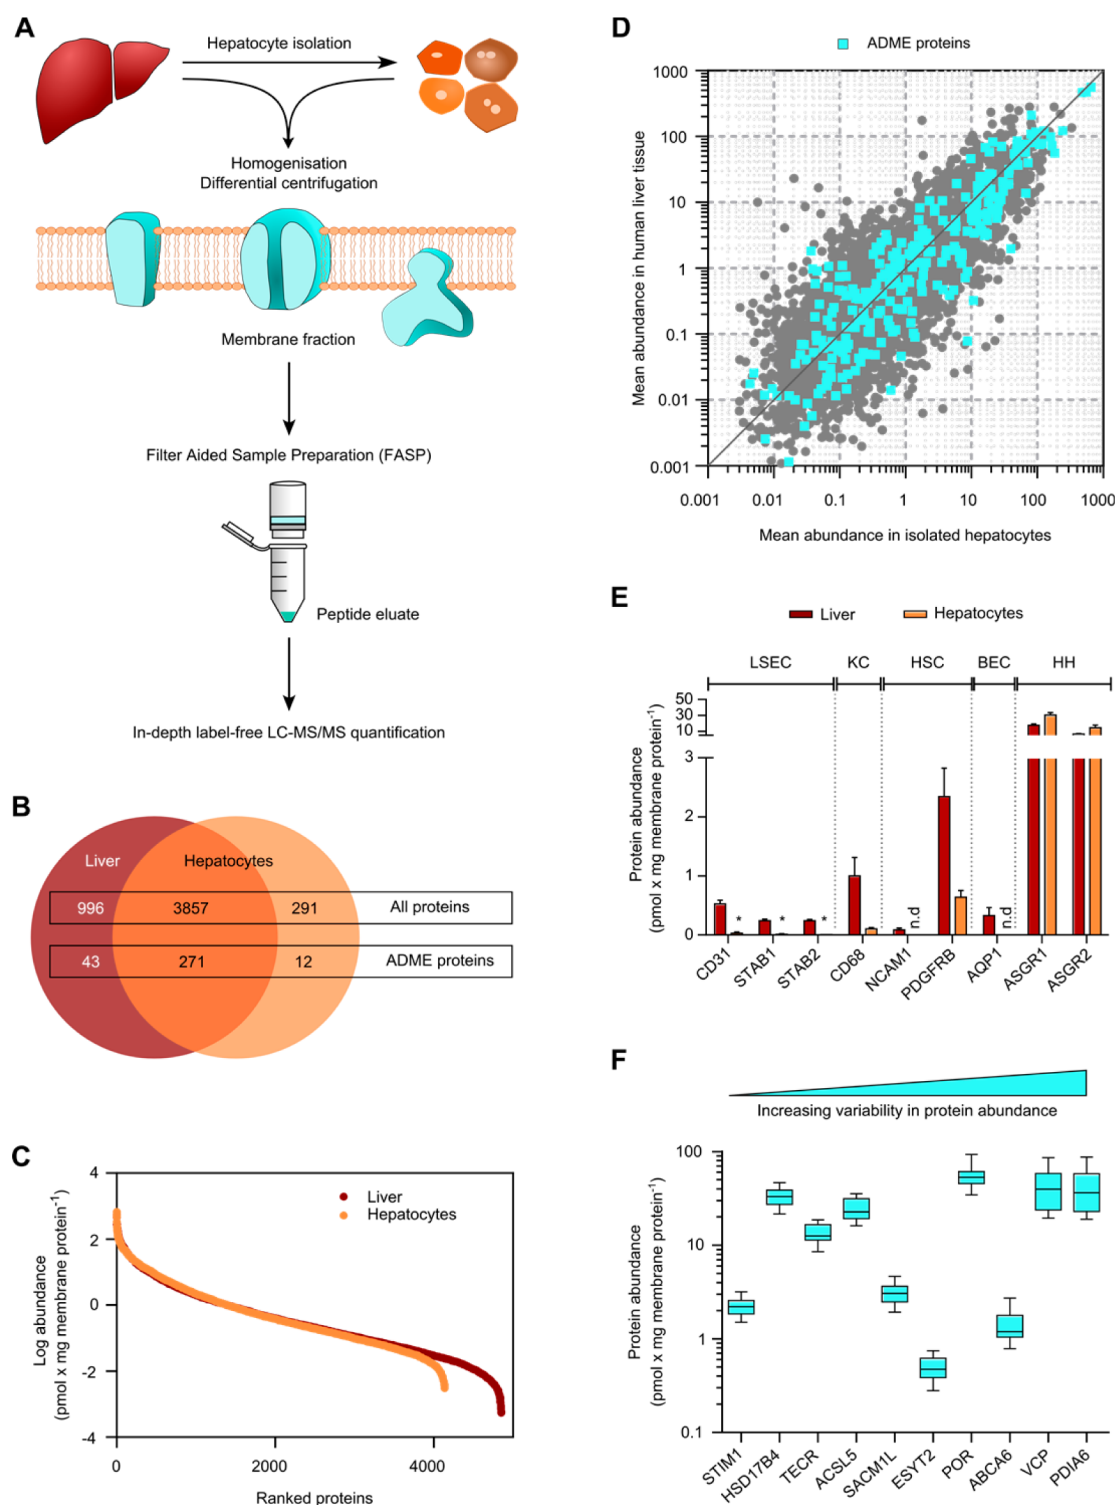 A
Hepatocyte isolation
Homogenisation
Differential centrifugation
Membrane fraction
Filter Aided Sample Preparation (FASP)
Peptide eluate
In-depth label-free LC-MS/MS quantification
B
Liver Hepatocytes
996 3857 291 All proteins
43 271 12 ADME proteins
C
Log abundance
(pmol x mg membrane protein⁻¹)
4
2
0
-2
-4
Liver
Hepatocytes
0 2000 4000
Ranked proteins
D
ADME proteins
Mean abundance in human liver tissue
1000
100
10
1
0.1
0.01
0.001
0.001 0.01 0.1 1 10 100 1000
Mean abundance in isolated hepatocytes
E
Liver Hepatocytes
LSEC KC HSC BEC HH
Protein abundance
(pmol x mg membrane protein⁻¹)
50
30
10
3
2
1
0
* * * n.d n.d
CD31 STAB1 STAB2 CD68 NCAM1 PDGFRB AQP1 ASGR1 ASGR2
F
Increasing variability in protein abundance
Protein abundance
(pmol x mg membrane protein⁻¹)
100
10
1
0.1
STIM1 HSD17B4 TECR ACSL5 SACM1L ESYT2 POR ABCA6 VCP PDIA6